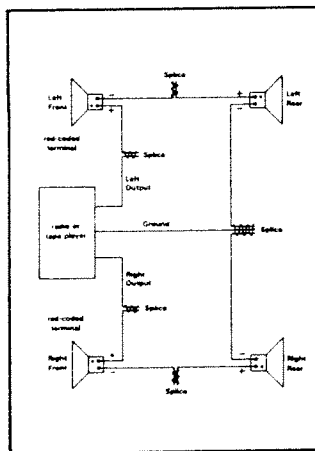 Splice
Left
Front
Left
Rear
red-coded
terminal
Splice
Left
Output
radio or
tape player
Ground
Splice
Right
Output
Splice
red-coded
terminal
Right
Front
Right
Rear
Splice